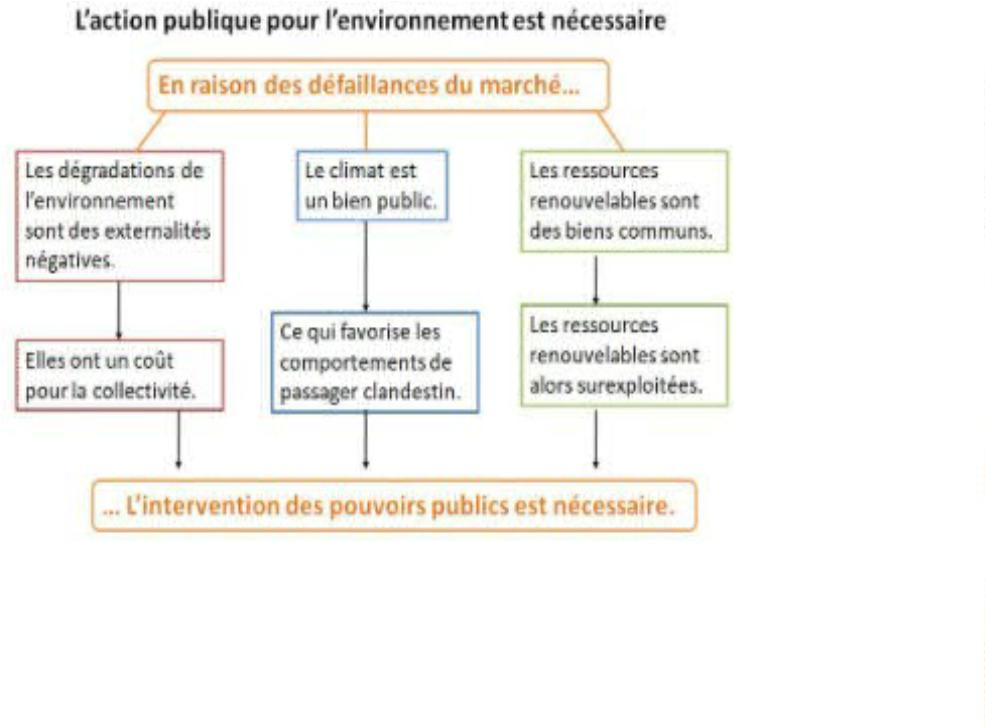 L'action publique pour l'environnement est nécessaire
En raison des défaillances du marché...
Les dégradations de
l'environnement
sont des externalités
négatives.
Elles ont un coût
pour la collectivité.
Le climat est
un bien public.
Ce qui favorise les
comportements de
passager clandestin.
Les ressources
renouvelables sont
des biens communs.
Les ressources
renouvelables sont
alors surexploitées.
... L'intervention des pouvoirs publics est nécessaire.